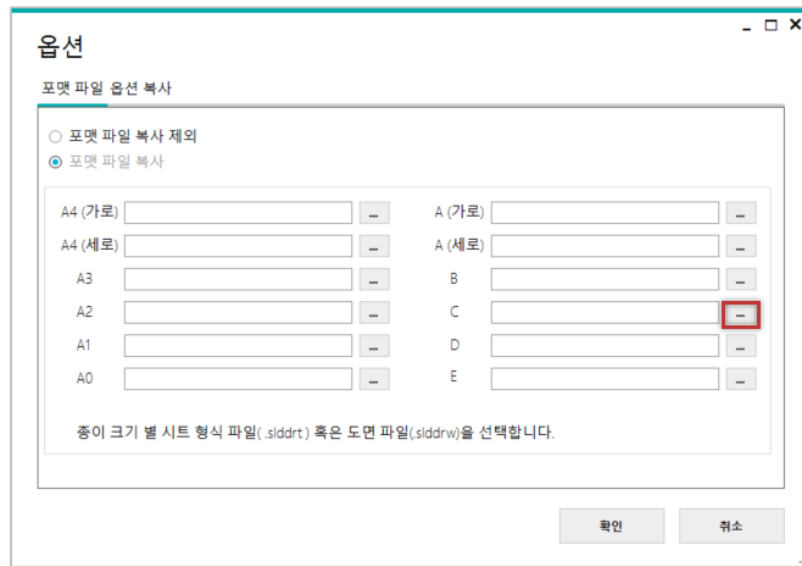 옵션
포맷 파일 옵션 복사
포맷 파일 복사 제외
포맷 파일 복사
A4 (가로) ... A (가로) ...
A4 (세로) ... A (세로) ...
A3 ... B ...
A2 ... C ...
A1 ... D ...
A0 ... E ...
종이 크기 별 시트 형식 파일( .slddrt ) 혹은 도면 파일(.slddrw)을 선택합니다.
확인 취소